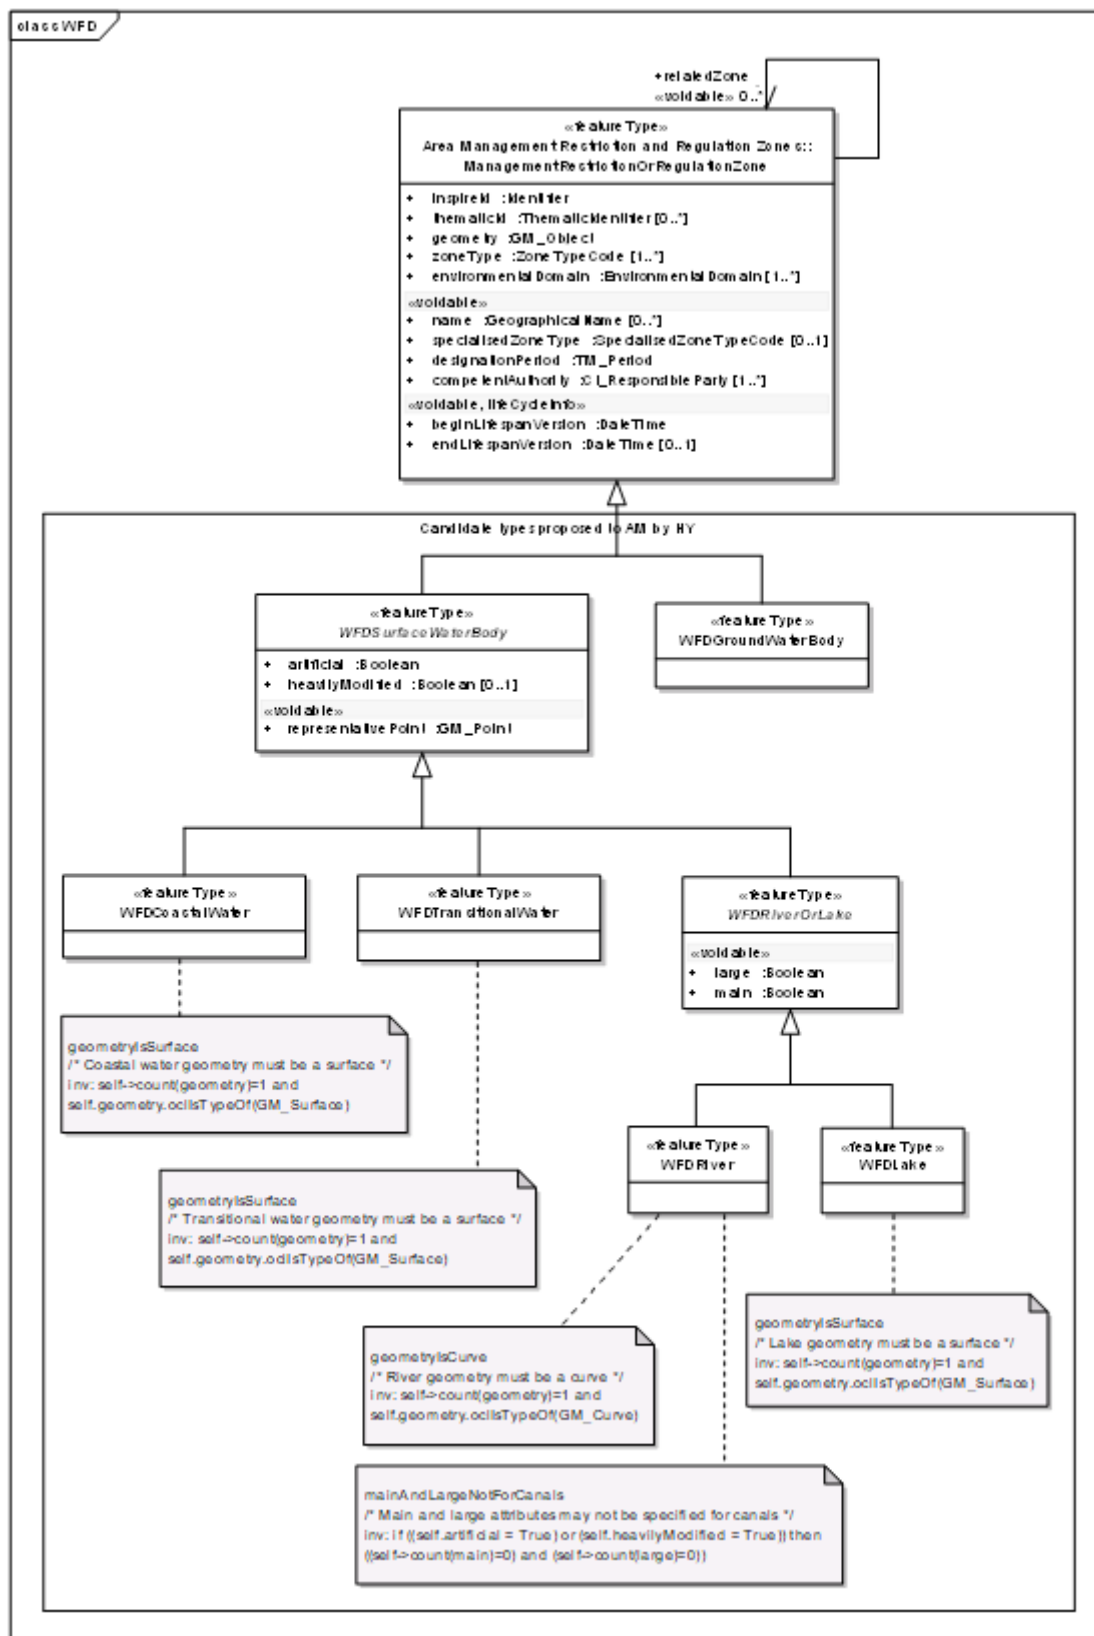 class WFD
+relatedZone
«voidable» 0..*
«featureType»
Area Management Restriction and Regulation Zones::
ManagementRestrictionOrRegulationZone
+ inspireId :Identifier
+ thematicId :ThematicIdentifier [0..*]
+ geometry :GM_Object
+ zoneType :ZoneTypeCode [1..*]
+ environmentalDomain :EnvironmentalDomain [1..*]
«voidable»
+ name :GeographicalName [0..*]
+ specialisedZoneType :SpecialisedZoneTypeCode [0..1]
+ designationPeriod :TM_Period
+ competentAuthority :CI_ResponsibleParty [1..*]
«voidable, lifeCycleInfo»
+ beginLifespanVersion :DateTime
+ endLifespanVersion :DateTime [0..1]
Candidate types proposed to AM by HY
«featureType»
WFDSurfaceWaterBody
+ artificial :Boolean
+ heavilyModified :Boolean [0..1]
«voidable»
+ representativePoint :GM_Point
«featureType»
WFDGroundWaterBody
«featureType»
WFDCoastalWater
«featureType»
WFDTransitionalWater
«featureType»
WFDRiverOrLake
«voidable»
+ large :Boolean
+ main :Boolean
geometryIsSurface
/* Coastal water geometry must be a surface */
inv: self->count(geometry)=1 and
self.geometry.oclIsTypeOf(GM_Surface)
«featureType»
WFDRiver
«featureType»
WFDLake
geometryIsSurface
/* Transitional water geometry must be a surface */
inv: self->count(geometry)=1 and
self.geometry.oclIsTypeOf(GM_Surface)
geometryIsSurface
/* Lake geometry must be a surface */
inv: self->count(geometry)=1 and
self.geometry.oclIsTypeOf(GM_Surface)
geometryIsCurve
/* River geometry must be a curve */
inv: self->count(geometry)=1 and
self.geometry.oclIsTypeOf(GM_Curve)
mainAndLargeNotForCanals
/* Main and large attributes may not be specified for canals */
inv: if ((self.artificial = True) or (self.heavilyModified = True)) then
((self->count(main)=0) and (self->count(large)=0))